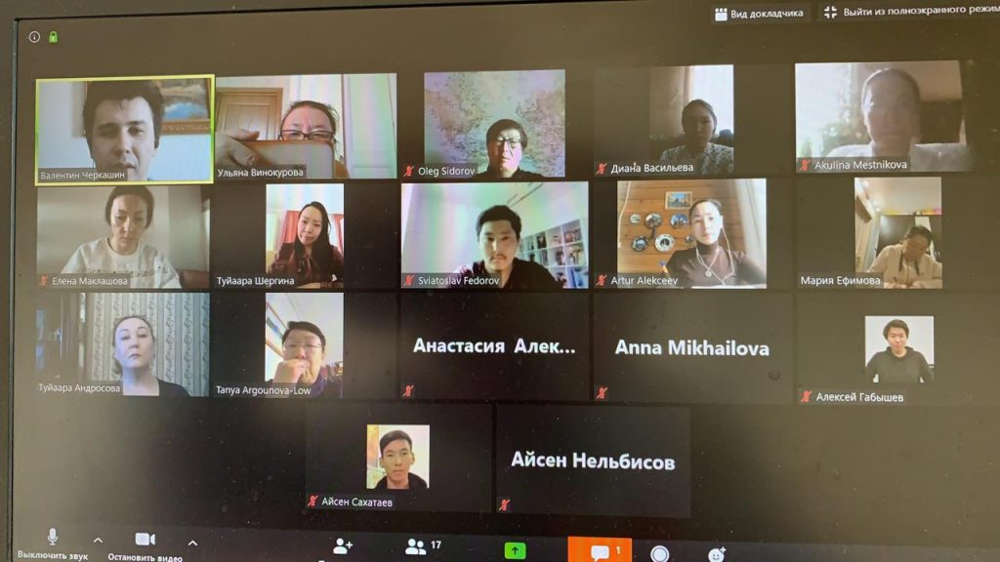 Вид докладчика
Выйти из полноэкранного режим
Валентин Черкашин
Ульяна Винокурова
Oleg Sidorov
Диана Васильева
Akulina Mestnikova
Елена Маклашова
Туйаара Шергина
Sviatoslav Fedorov
Artur Alekceev
Мария Ефимова
Туйаара Андросова
Tanya Argounova-Low
Анастасия Алек...
Anna Mikhailova
Алексей Габышев
Айсен Сахатаев
Айсен Нельбисов
Выключить звук
Остановить видео
17
1